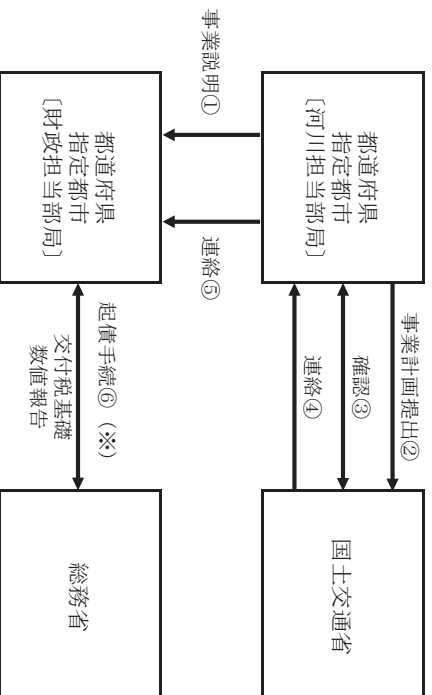 都道府県
指定都市
〔河川担当部局〕
事業計画提出②
確認③
連絡④
国土交通省
事業説明①
連絡⑤
都道府県
指定都市
〔財政担当部局〕
起債手続⑥（※）
交付税基礎
数値報告
総務省